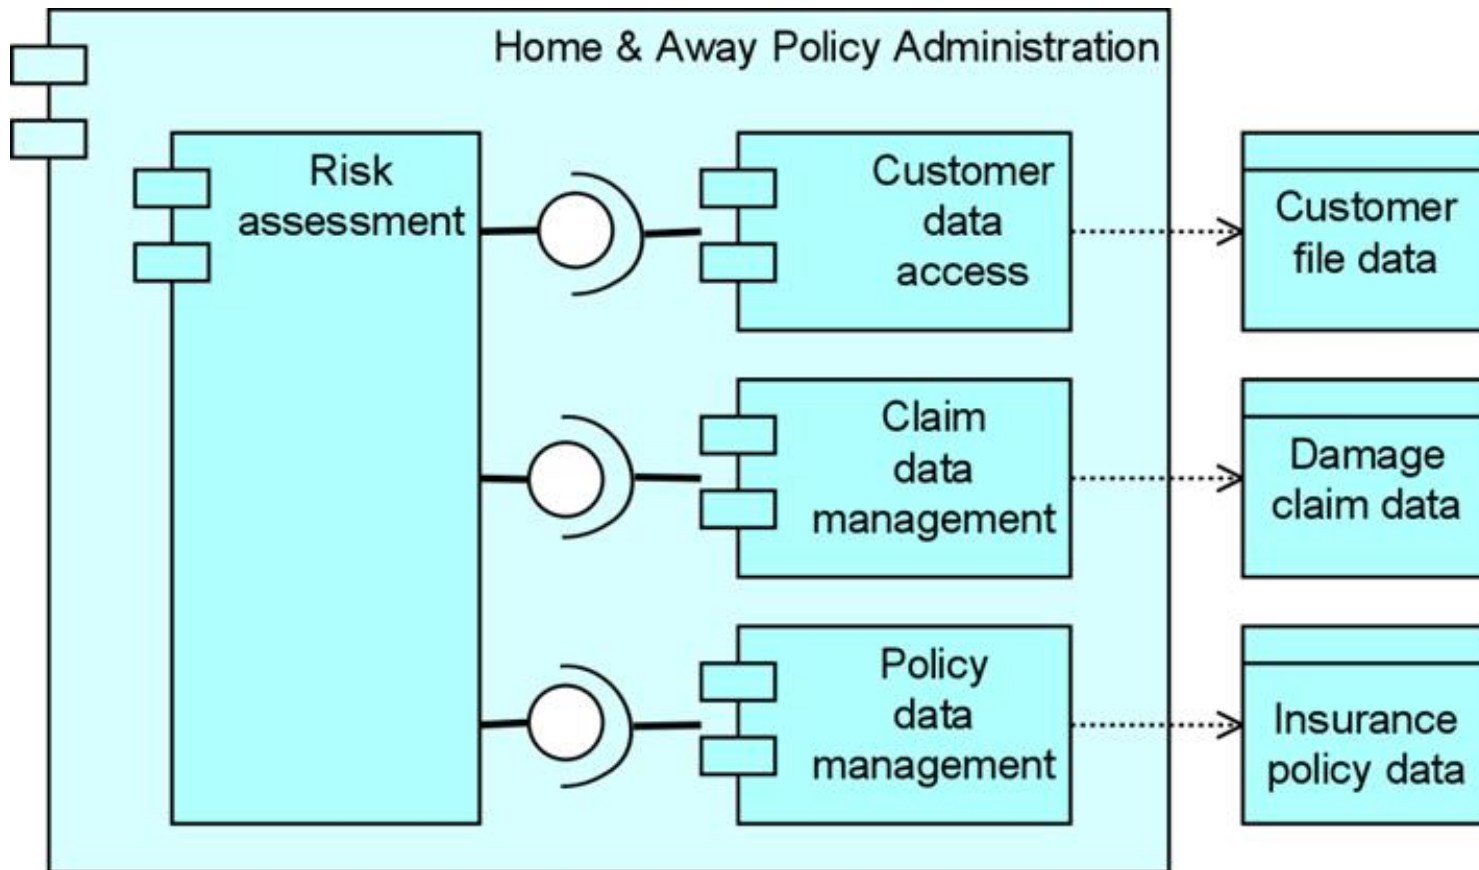 Home & Away Policy Administration
Risk
assessment
Customer
data
access
Customer
file data
Claim
data
management
Damage
claim data
Policy
data
management
Insurance
policy data